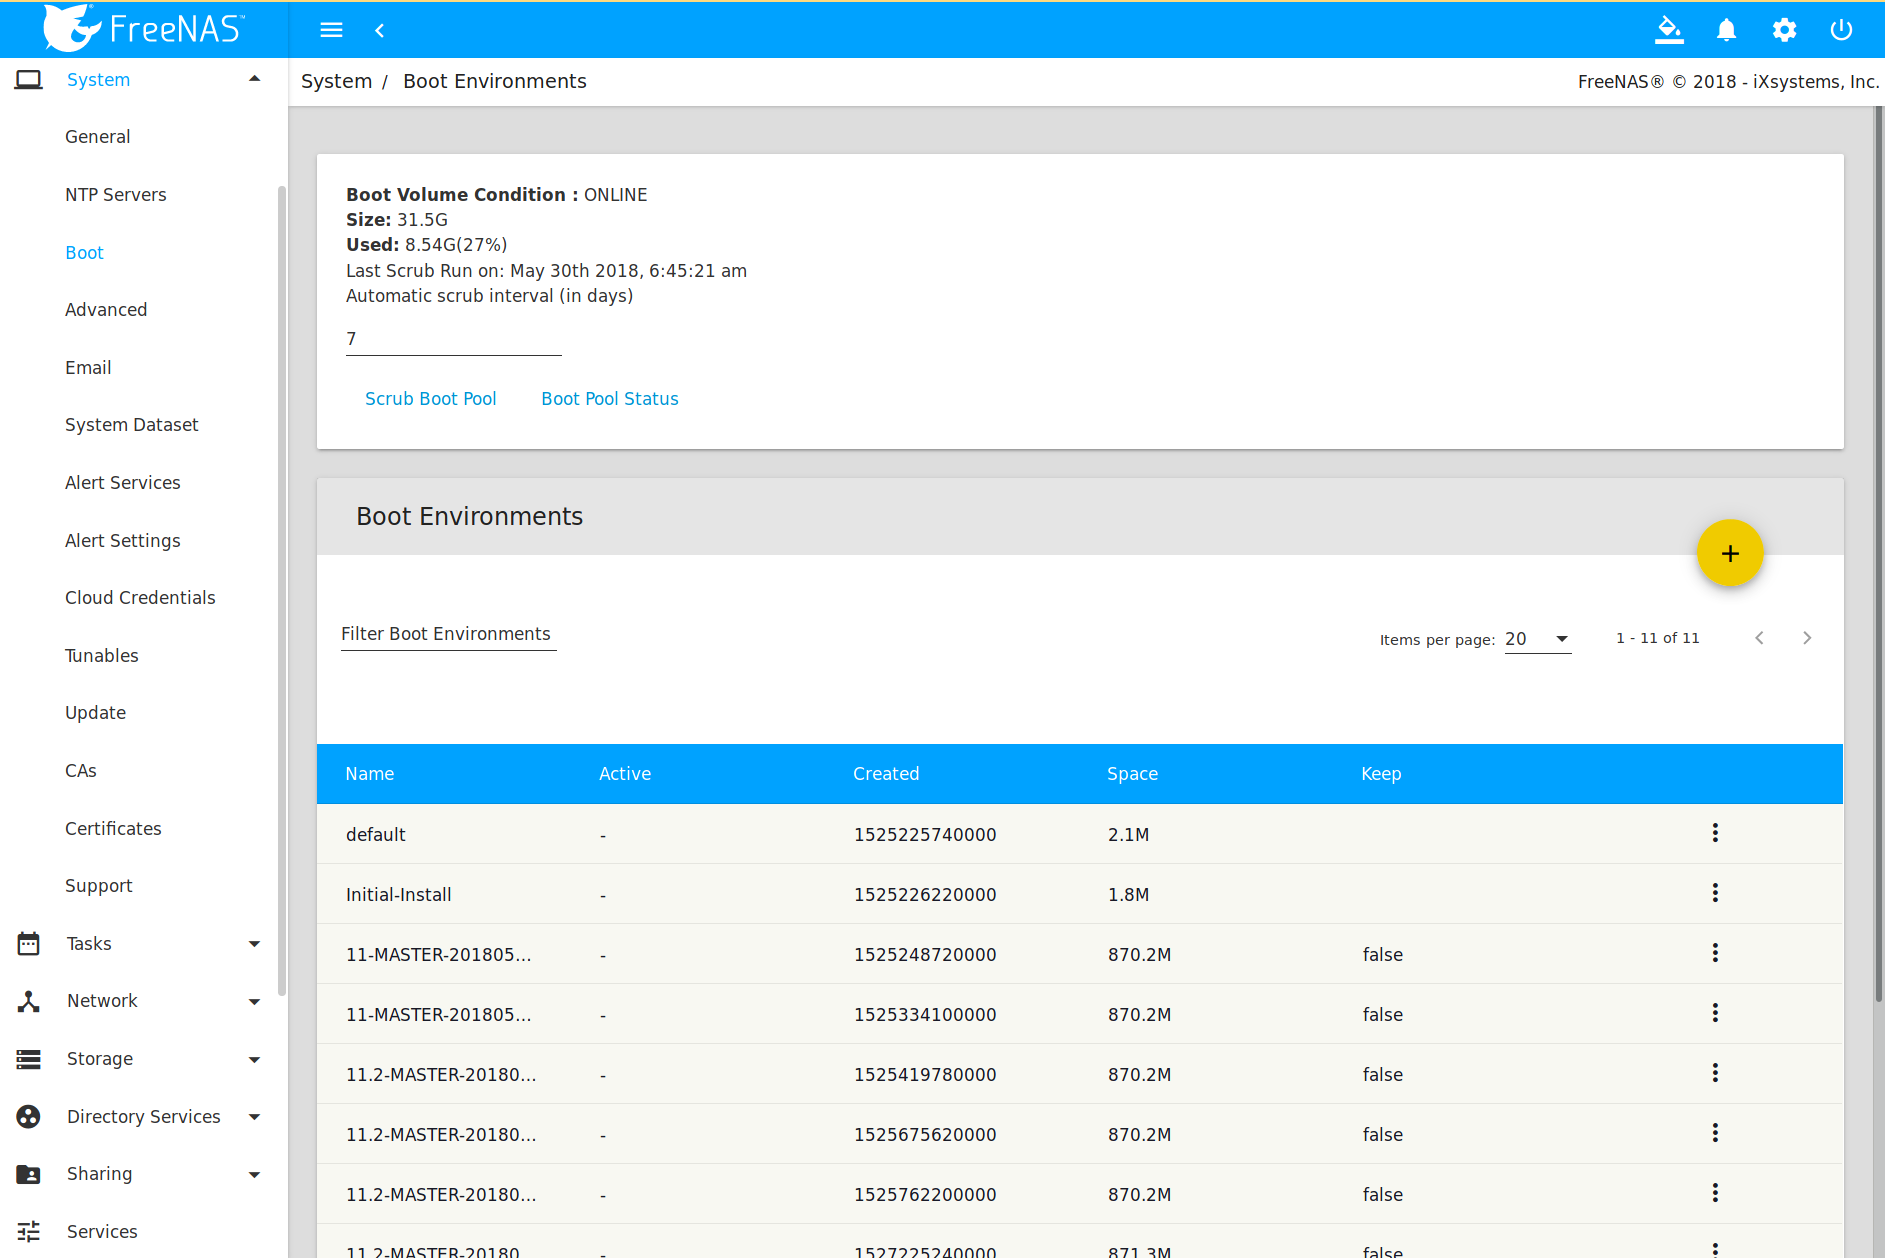 FreeNAS™
System / Boot Environments
FreeNAS® © 2018 - iXsystems, Inc.
System
General
NTP Servers
Boot
Advanced
Email
System Dataset
Alert Services
Alert Settings
Cloud Credentials
Tunables
Update
CAs
Certificates
Support
Tasks
Network
Storage
Directory Services
Sharing
Services
Boot Volume Condition : ONLINE
Size: 31.5G
Used: 8.54G(27%)
Last Scrub Run on: May 30th 2018, 6:45:21 am
Automatic scrub interval (in days)
7
Scrub Boot Pool Boot Pool Status
Boot Environments
+
Filter Boot Environments
Items per page: 20 1 - 11 of 11
Name Active Created Space Keep
default - 1525225740000 2.1M
Initial-Install - 1525226220000 1.8M
11-MASTER-201805... - 1525248720000 870.2M false
11-MASTER-201805... - 1525334100000 870.2M false
11.2-MASTER-20180... - 1525419780000 870.2M false
11.2-MASTER-20180... - 1525675620000 870.2M false
11.2-MASTER-20180... - 1525762200000 870.2M false
11.2-MASTER-20180... - 1527225240000 871.3M false